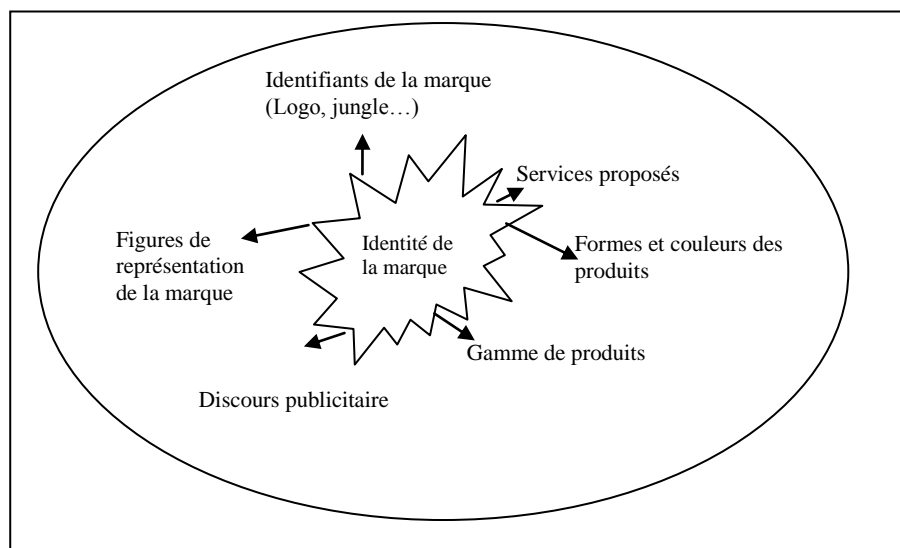 Identifiants de la marque
(Logo, jungle…)
Services proposés
Figures de
représentation
de la marque
Identité de
la marque
Formes et couleurs des
produits
Gamme de produits
Discours publicitaire